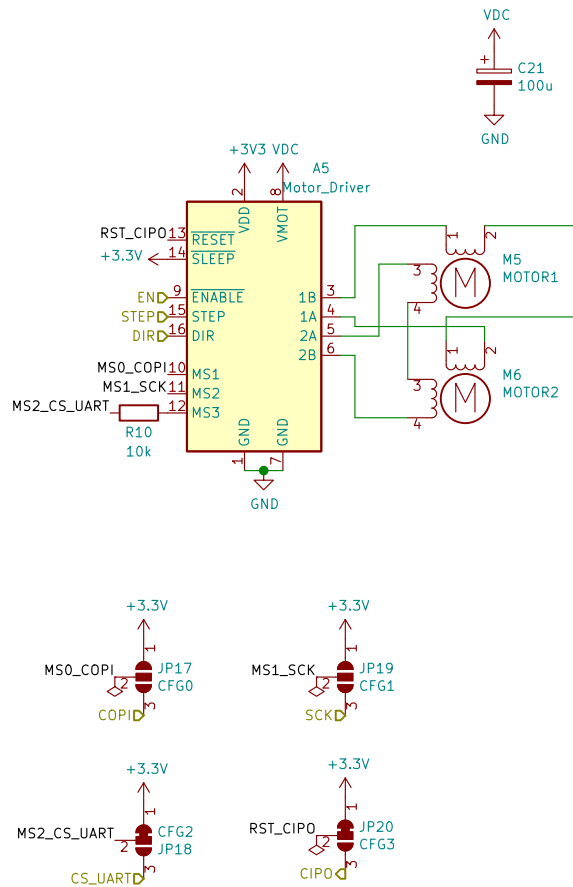 VDC
+
C21
100u
GND
+3V3 VDC
A5
Motor_Driver
2
8
VDD
VMOT
RST_CIPO 13 RESET
+3.3V 14 SLEEP
EN 9 ENABLE
STEP 15 STEP
DIR 16 DIR
MS0_COPI 10 MS1
MS1_SCK 11 MS2
MS2_CS_UART 12 MS3
R10
10k
1B 3
1A 4
2A 5
2B 6
GND
GND
1
7
GND
1
2
3
4
M
M5
MOTOR1
1
2
3
4
M
M6
MOTOR2
+3.3V
1
MS0_COPI
2
JP17
CFG0
3
COPI
+3.3V
1
MS1_SCK
2
JP19
CFG1
3
SCK
+3.3V
1
MS2_CS_UART
2
CFG2
JP18
3
CS_UART
+3.3V
1
RST_CIPO
2
JP20
CFG3
3
CIPO